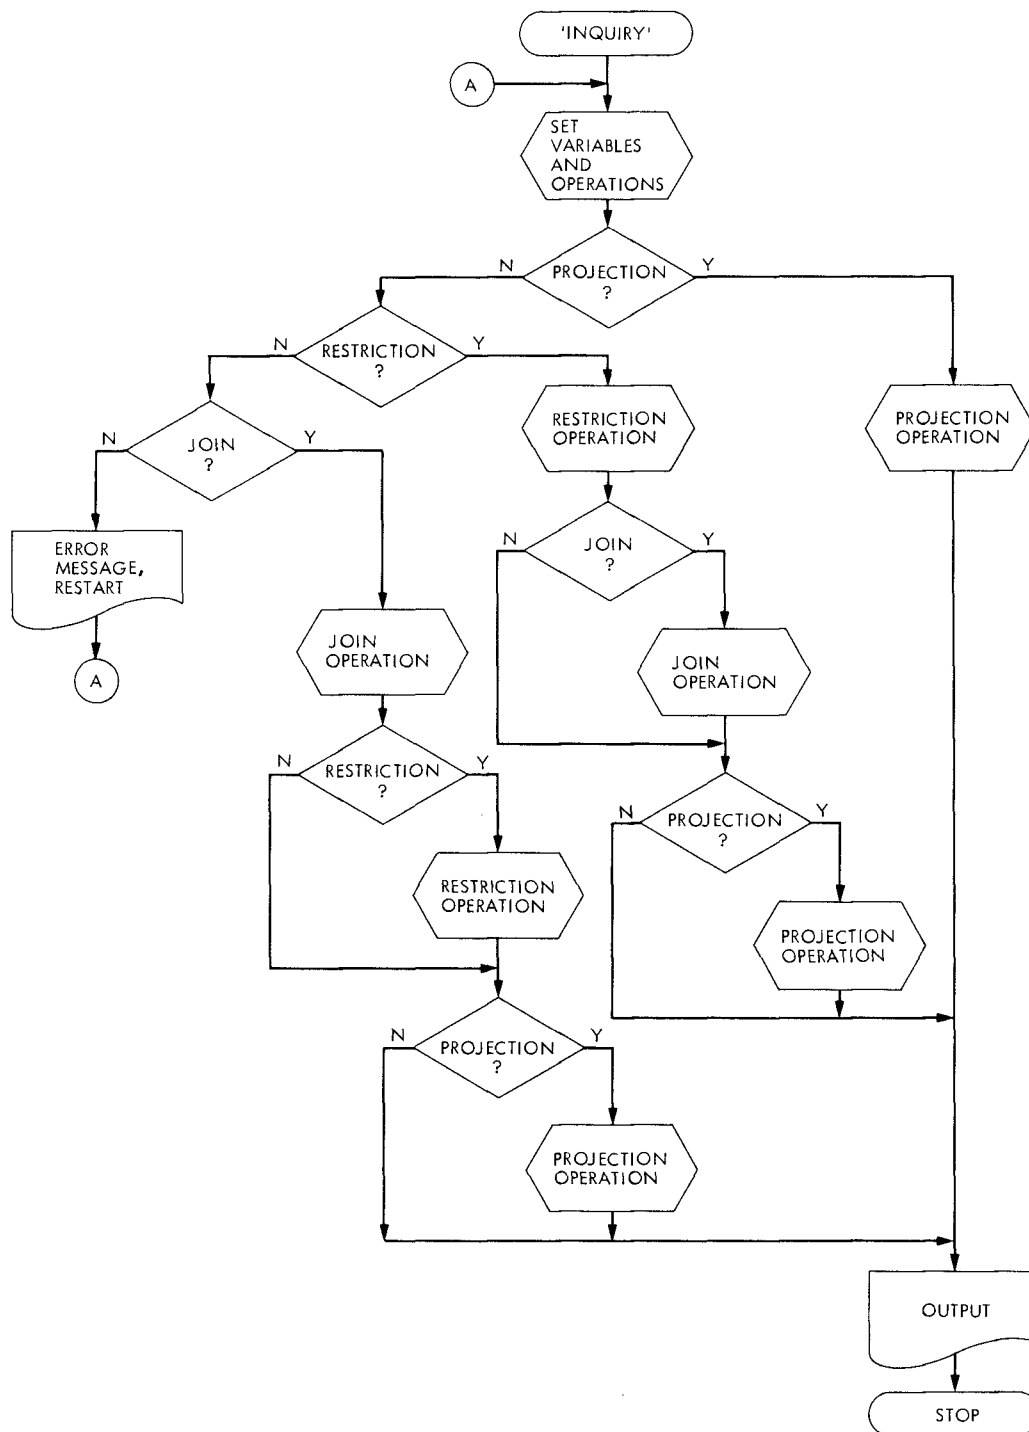 'INQUIRY'
A
SET
VARIABLES
AND
OPERATIONS
N
PROJECTION
?
Y
N
RESTRICTION
?
Y
N
JOIN
?
Y
RESTRICTION
OPERATION
PROJECTION
OPERATION
ERROR
MESSAGE,
RESTART
A
N
JOIN
?
Y
JOIN
OPERATION
JOIN
OPERATION
N
RESTRICTION
?
Y
N
PROJECTION
?
Y
RESTRICTION
OPERATION
PROJECTION
OPERATION
N
PROJECTION
?
Y
PROJECTION
OPERATION
OUTPUT
STOP